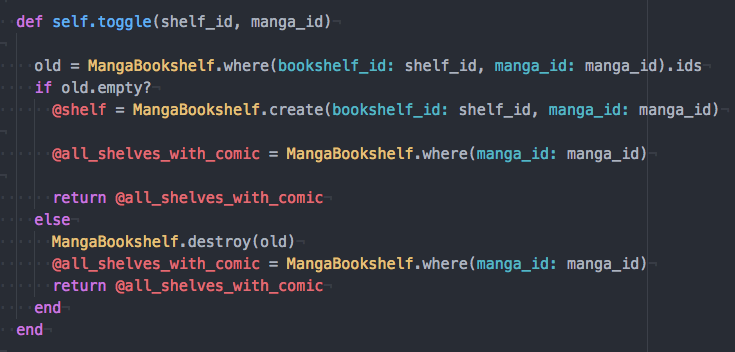 def self.toggle(shelf_id, manga_id)
old = MangaBookshelf.where(bookshelf_id: shelf_id, manga_id: manga_id).ids
if old.empty?
@shelf = MangaBookshelf.create(bookshelf_id: shelf_id, manga_id: manga_id)
@all_shelves_with_comic = MangaBookshelf.where(manga_id: manga_id)
return @all_shelves_with_comic
else
MangaBookshelf.destroy(old)
@all_shelves_with_comic = MangaBookshelf.where(manga_id: manga_id)
return @all_shelves_with_comic
end
end